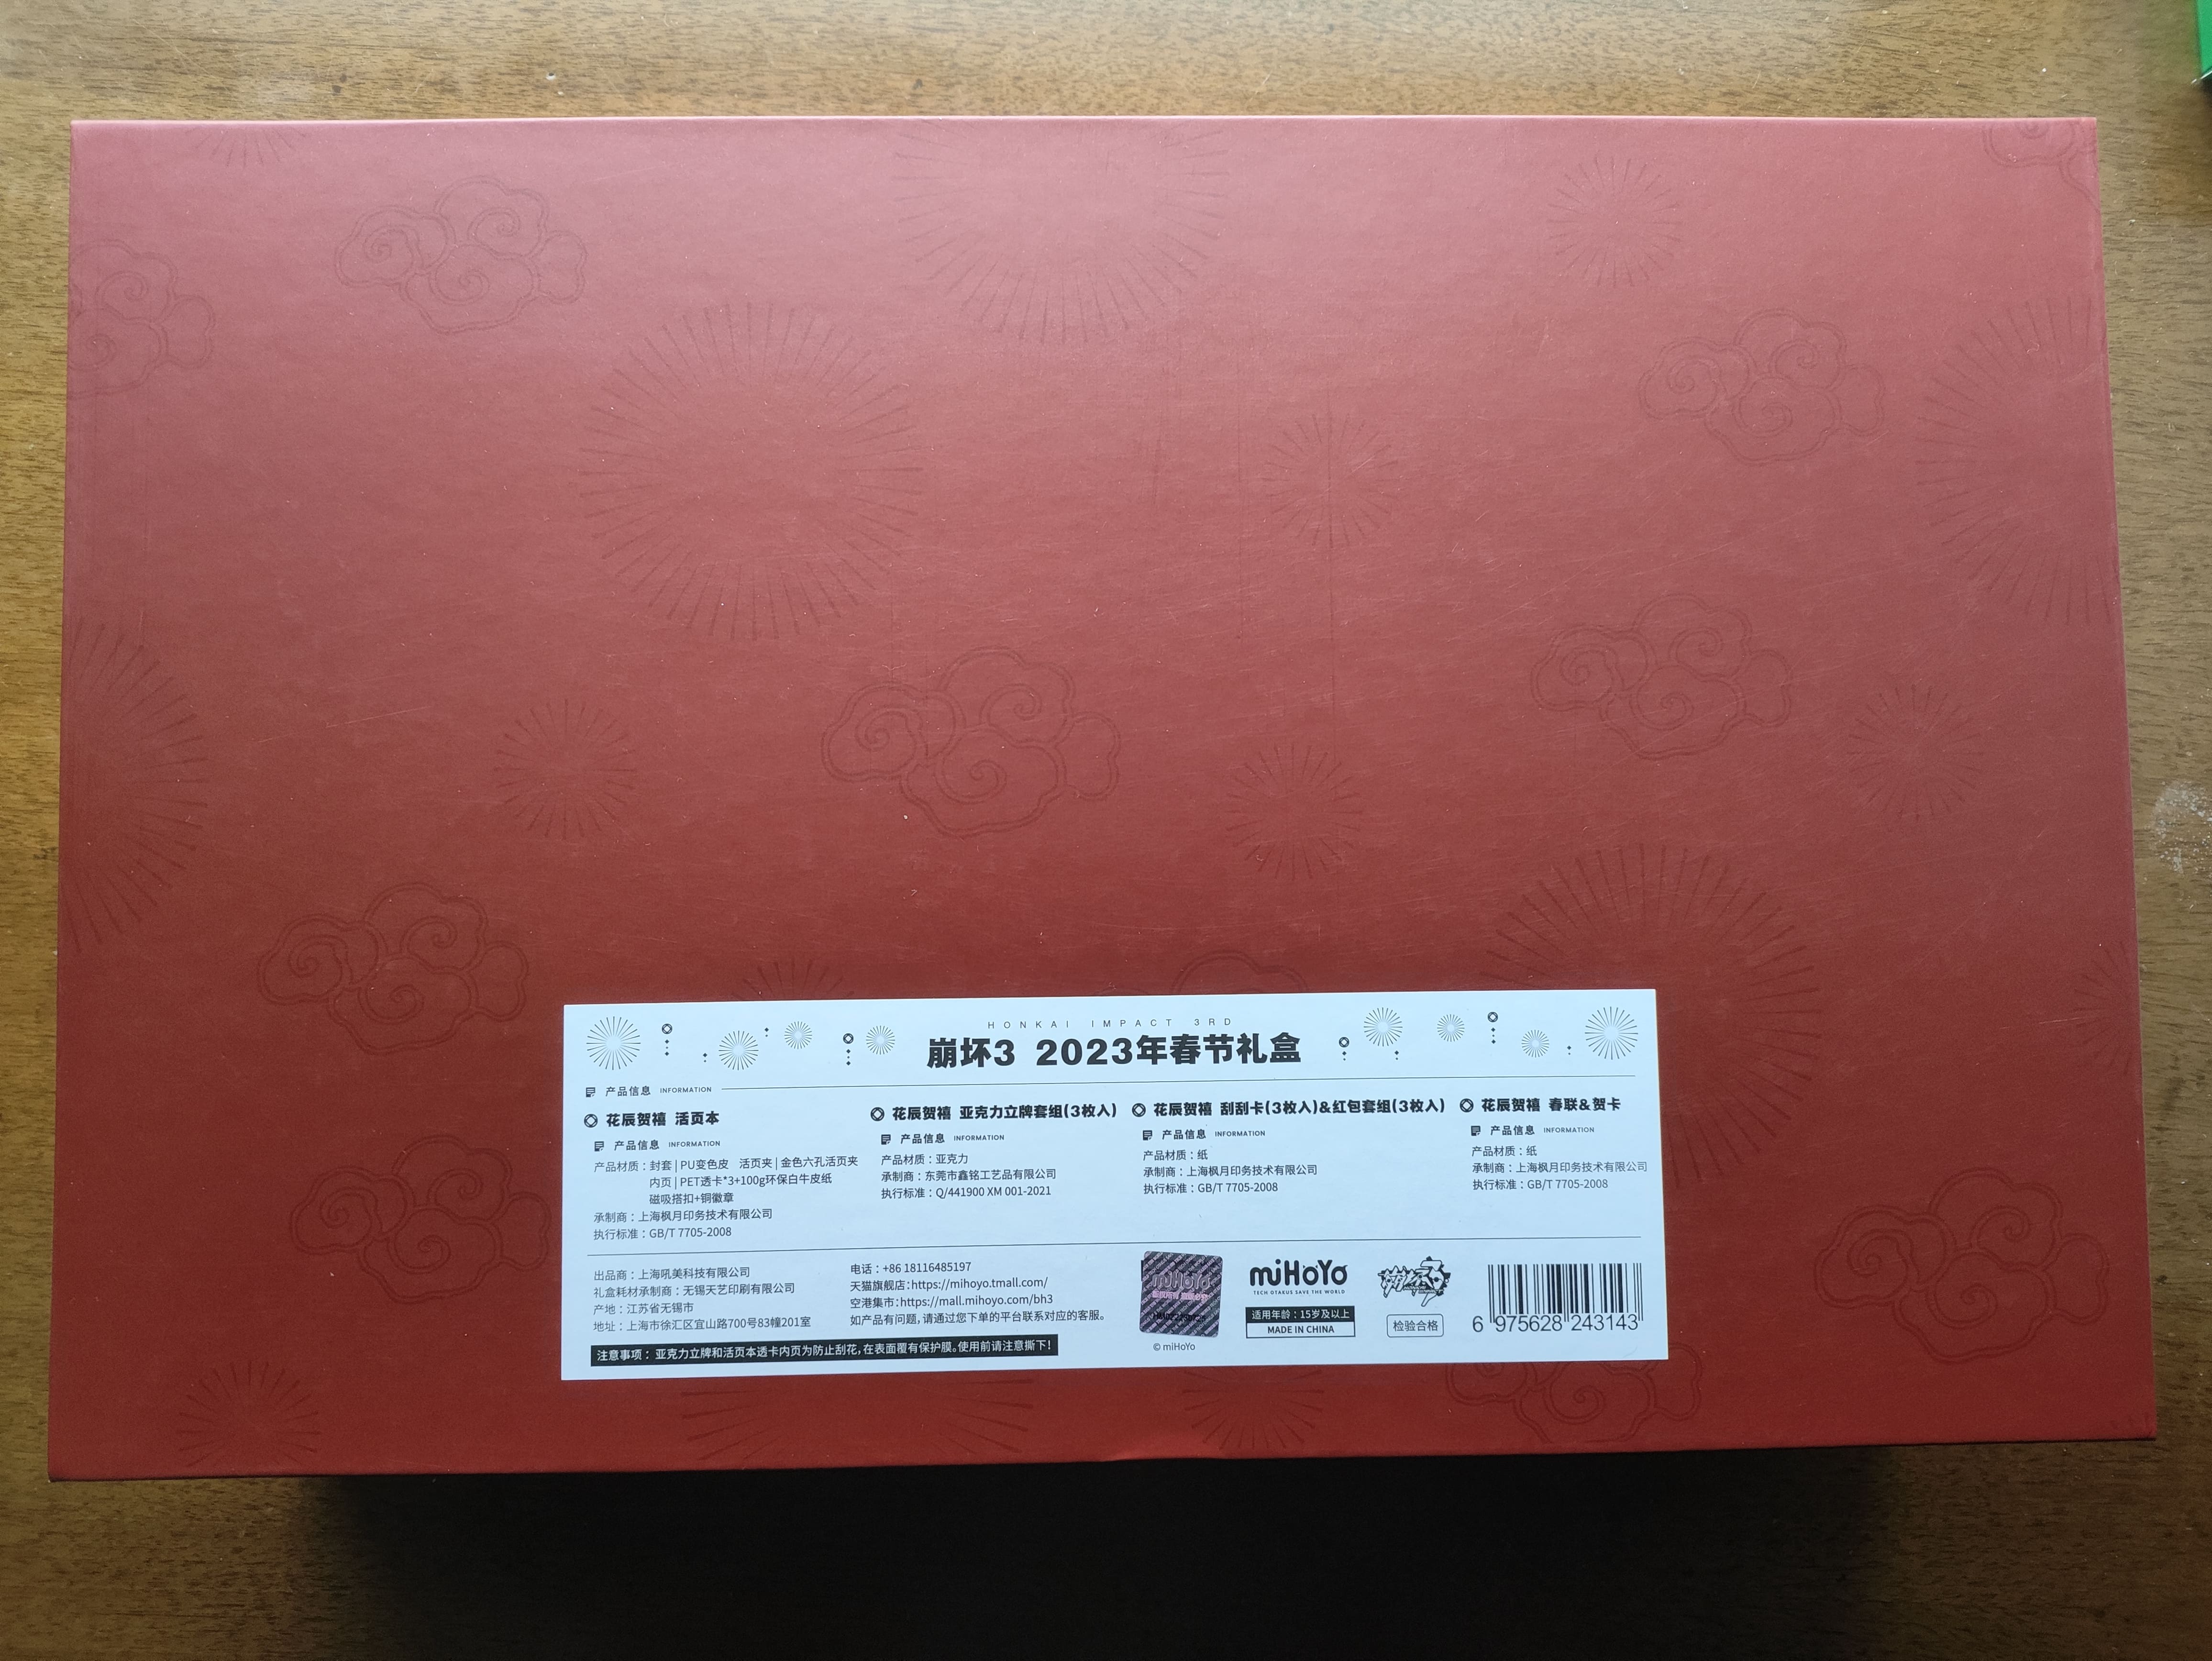 HONKAI IMPACT 3RD
崩坏3 2023年春节礼盒
产品信息 INFORMATION
花辰贺禧 活页本
产品信息 INFORMATION
产品材质：封套 | PU变色皮 活页夹 | 金色六孔活页夹
内页 | PET透卡*3+100g环保白牛皮纸
磁吸搭扣+铜徽章
承制商：上海枫月印务技术有限公司
执行标准：GB/T 7705-2008
花辰贺禧 亚克力立牌套组(3枚入)
产品信息 INFORMATION
产品材质：亚克力
承制商：东莞市鑫铭工艺品有限公司
执行标准：Q/441900 XM 001-2021
花辰贺禧 刮刮卡(3枚入)&红包套组(3枚入)
产品信息 INFORMATION
产品材质：纸
承制商：上海枫月印务技术有限公司
执行标准：GB/T 7705-2008
花辰贺禧 春联&贺卡
产品信息 INFORMATION
产品材质：纸
承制商：上海枫月印务技术有限公司
执行标准：GB/T 7705-2008
出品商：上海吼美科技有限公司
礼盒耗材承制商：无锡天艺印刷有限公司
产地：江苏省无锡市
地址：上海市徐汇区宜山路700号83幢201室
电话：+86 18116485197
天猫旗舰店：https://mihoyo.tmall.com/
空港集市：https://mall.mihoyo.com/bh3
如产品有问题，请通过您下单的平台联系对应的客服。
注意事项：亚克力立牌和活页本透卡内页为防止刮花，在表面覆有保护膜。使用前请注意撕下！
miHoYo
© miHoYo
miHoYo
TECH OTAKUS SAVE THE WORLD
适用年龄：15岁及以上
MADE IN CHINA
崩坏3
检验合格
6 975628 243143